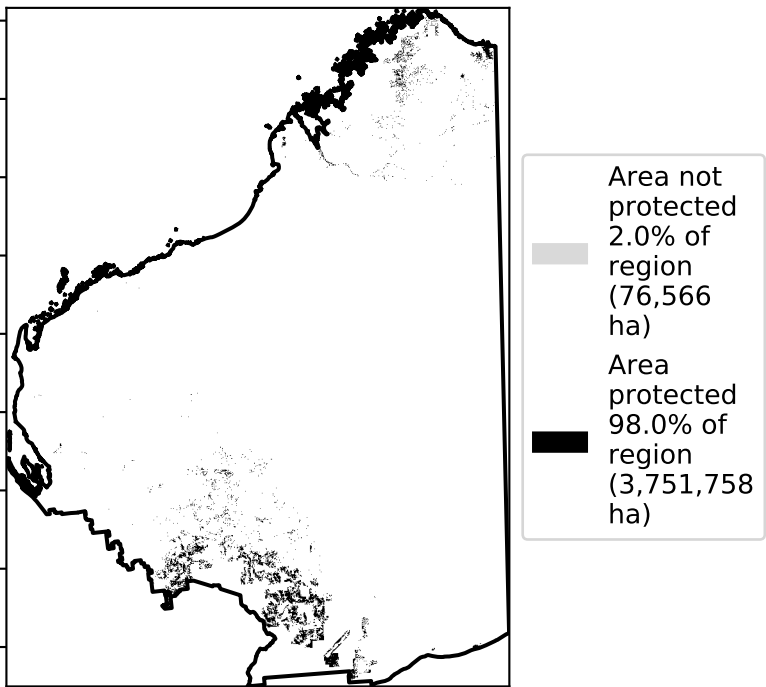 Area not
protected
2.0% of
region
(76,566
ha)
Area
protected
98.0% of
region
(3,751,758
ha)